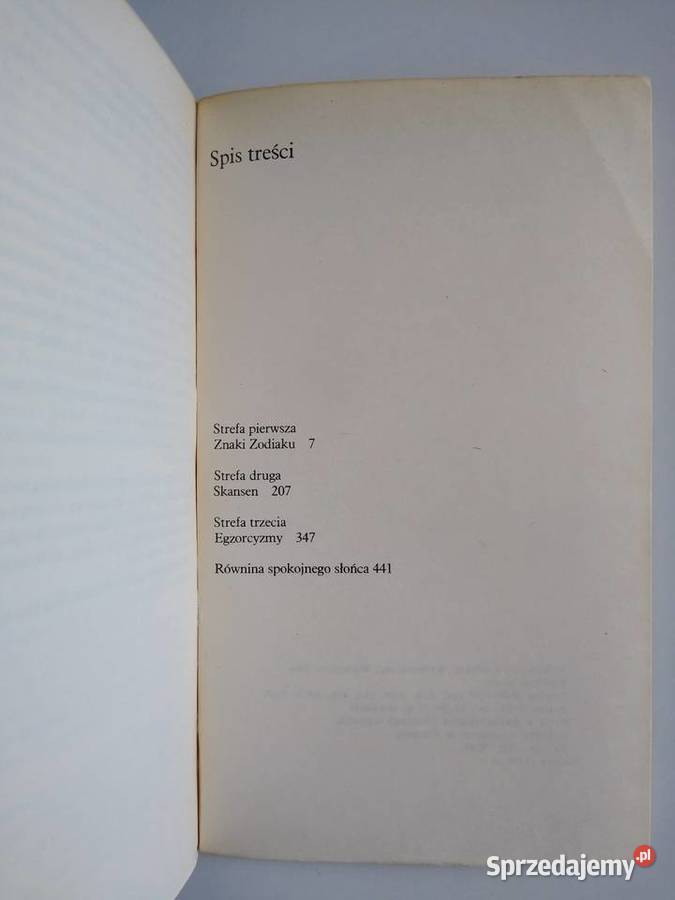 Spis treści
Strefa pierwsza
Znaki Zodiaku 7
Strefa druga
Skansen 207
Strefa trzecia
Egzorcyzmy 347
Równina spokojnego słońca 441
Sprzedajemy.pl